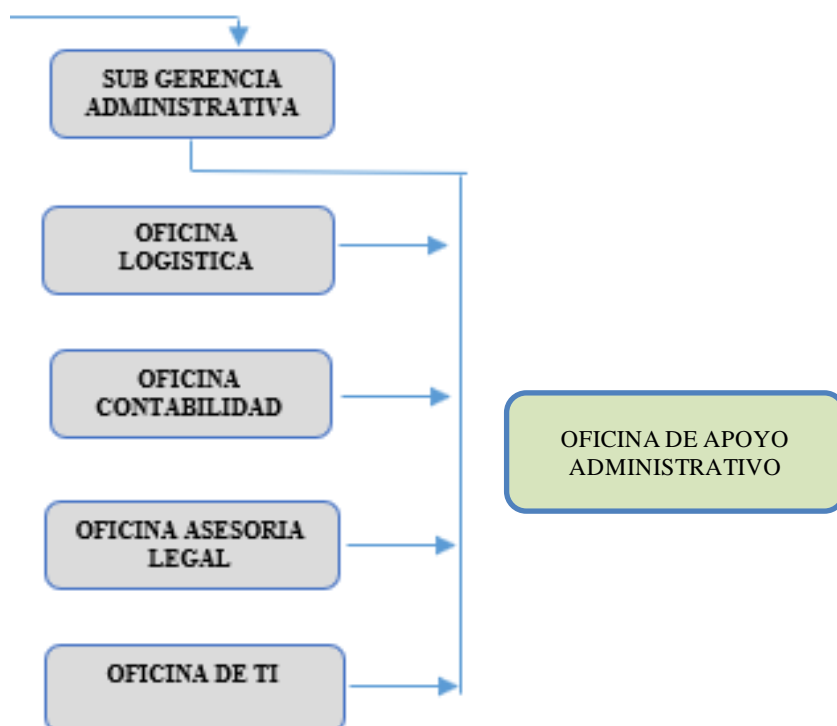 SUB GERENCIA
ADMINISTRATIVA
OFICINA
LOGISTICA
OFICINA
CONTABILIDAD
OFICINA DE APOYO
ADMINISTRATIVO
OFICINA ASESORIA
LEGAL
OFICINA DE TI